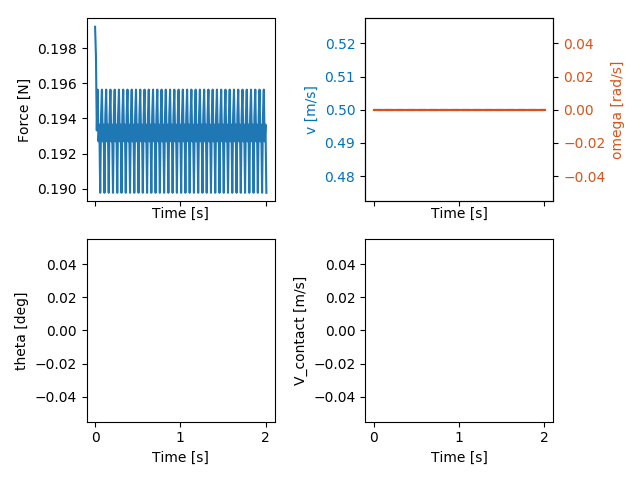 0.198
0.196
0.194
0.192
0.190
Force [N]
Time [s]
0.52
0.51
0.50
0.49
0.48
v [m/s]
0.04
0.02
0.00
−0.02
−0.04
omega [rad/s]
Time [s]
0.04
0.02
0.00
−0.02
−0.04
theta [deg]
0 1 2
Time [s]
0.04
0.02
0.00
−0.02
−0.04
V_contact [m/s]
0 1 2
Time [s]